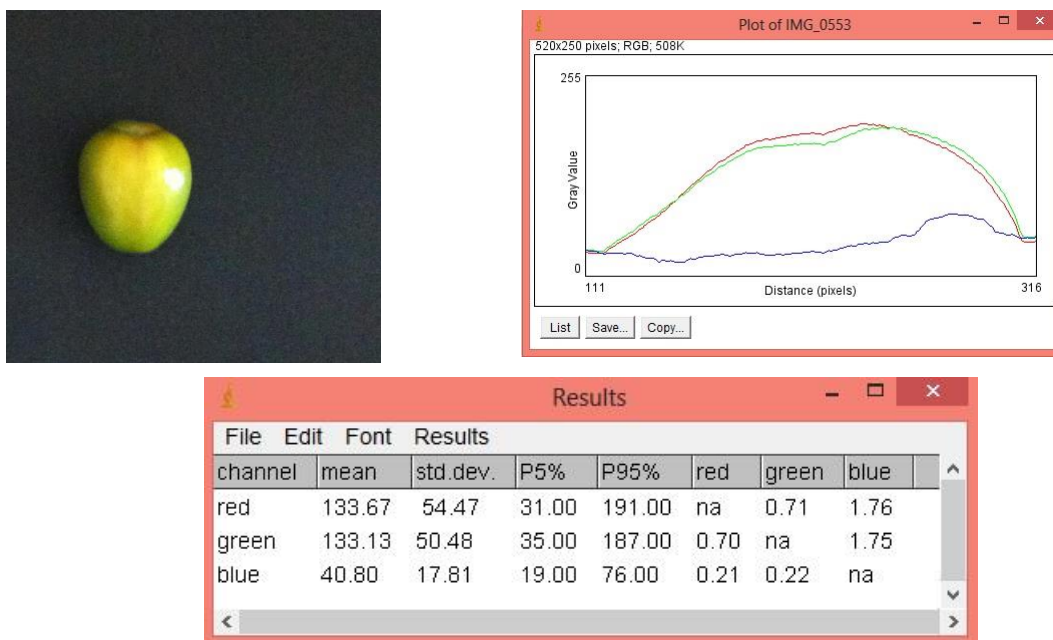 Plot of IMG_0553
520x250 pixels; RGB; 508K
255
Gray Value
0
111
Distance (pixels)
316
List Save... Copy...
Results
File Edit Font Results
channel mean std.dev. P5% P95% red green blue
red 133.67 54.47 31.00 191.00 na 0.71 1.76
green 133.13 50.48 35.00 187.00 0.70 na 1.75
blue 40.80 17.81 19.00 76.00 0.21 0.22 na